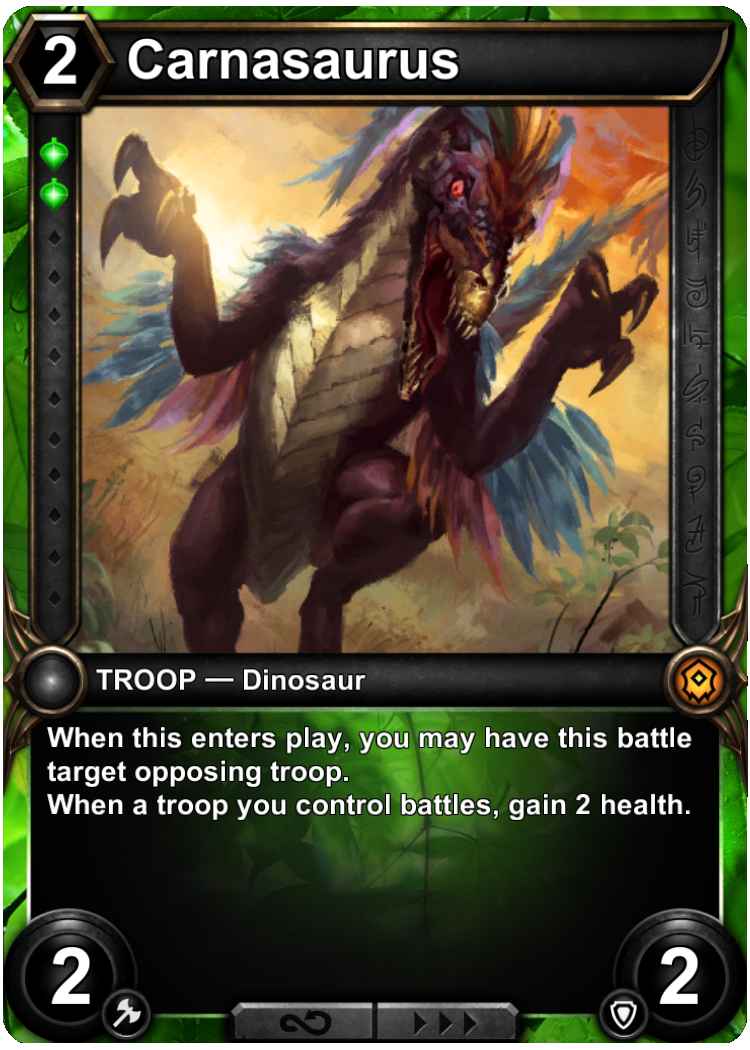 2 Carnasaurus
TROOP — Dinosaur
When this enters play, you may have this battle
target opposing troop.
When a troop you control battles, gain 2 health.
2 2